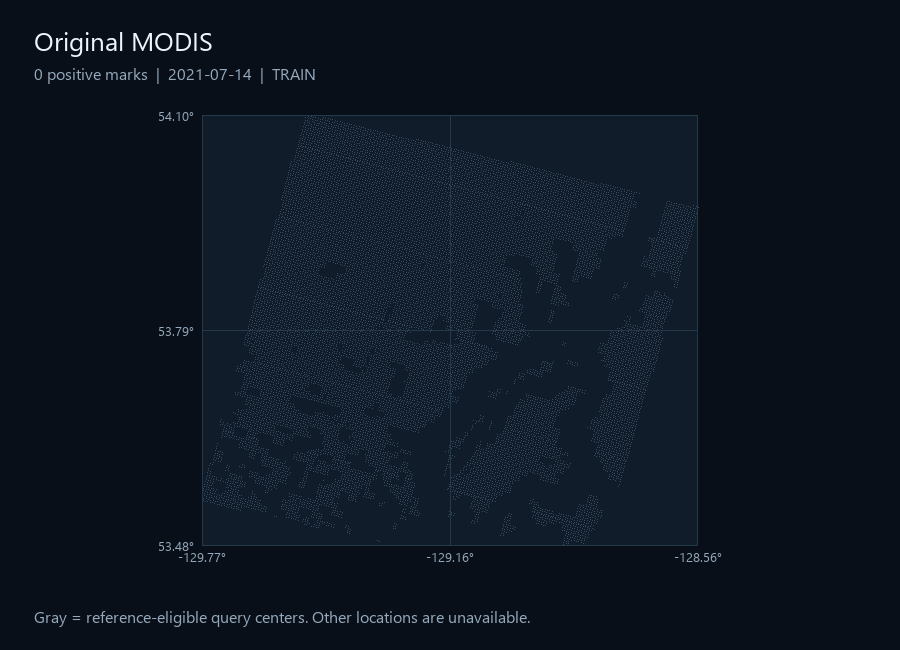 Original MODIS
0 positive marks | 2021-07-14 | TRAIN
54.10°
53.79°
53.48°
-129.77°
-129.16°
-128.56°
Gray = reference-eligible query centers. Other locations are unavailable.